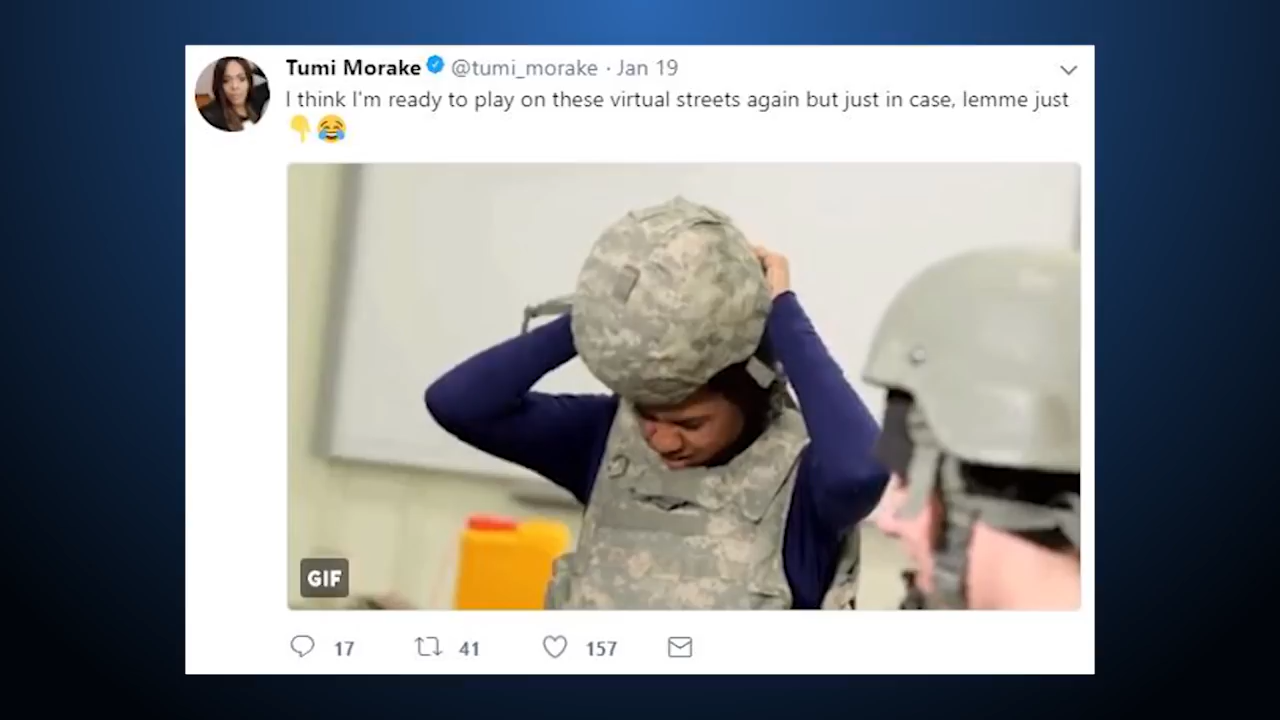 Tumi Morake @tumi_morake · Jan 19
I think I'm ready to play on these virtual streets again but just in case, lemme just
👇😂
GIF
17 41 157